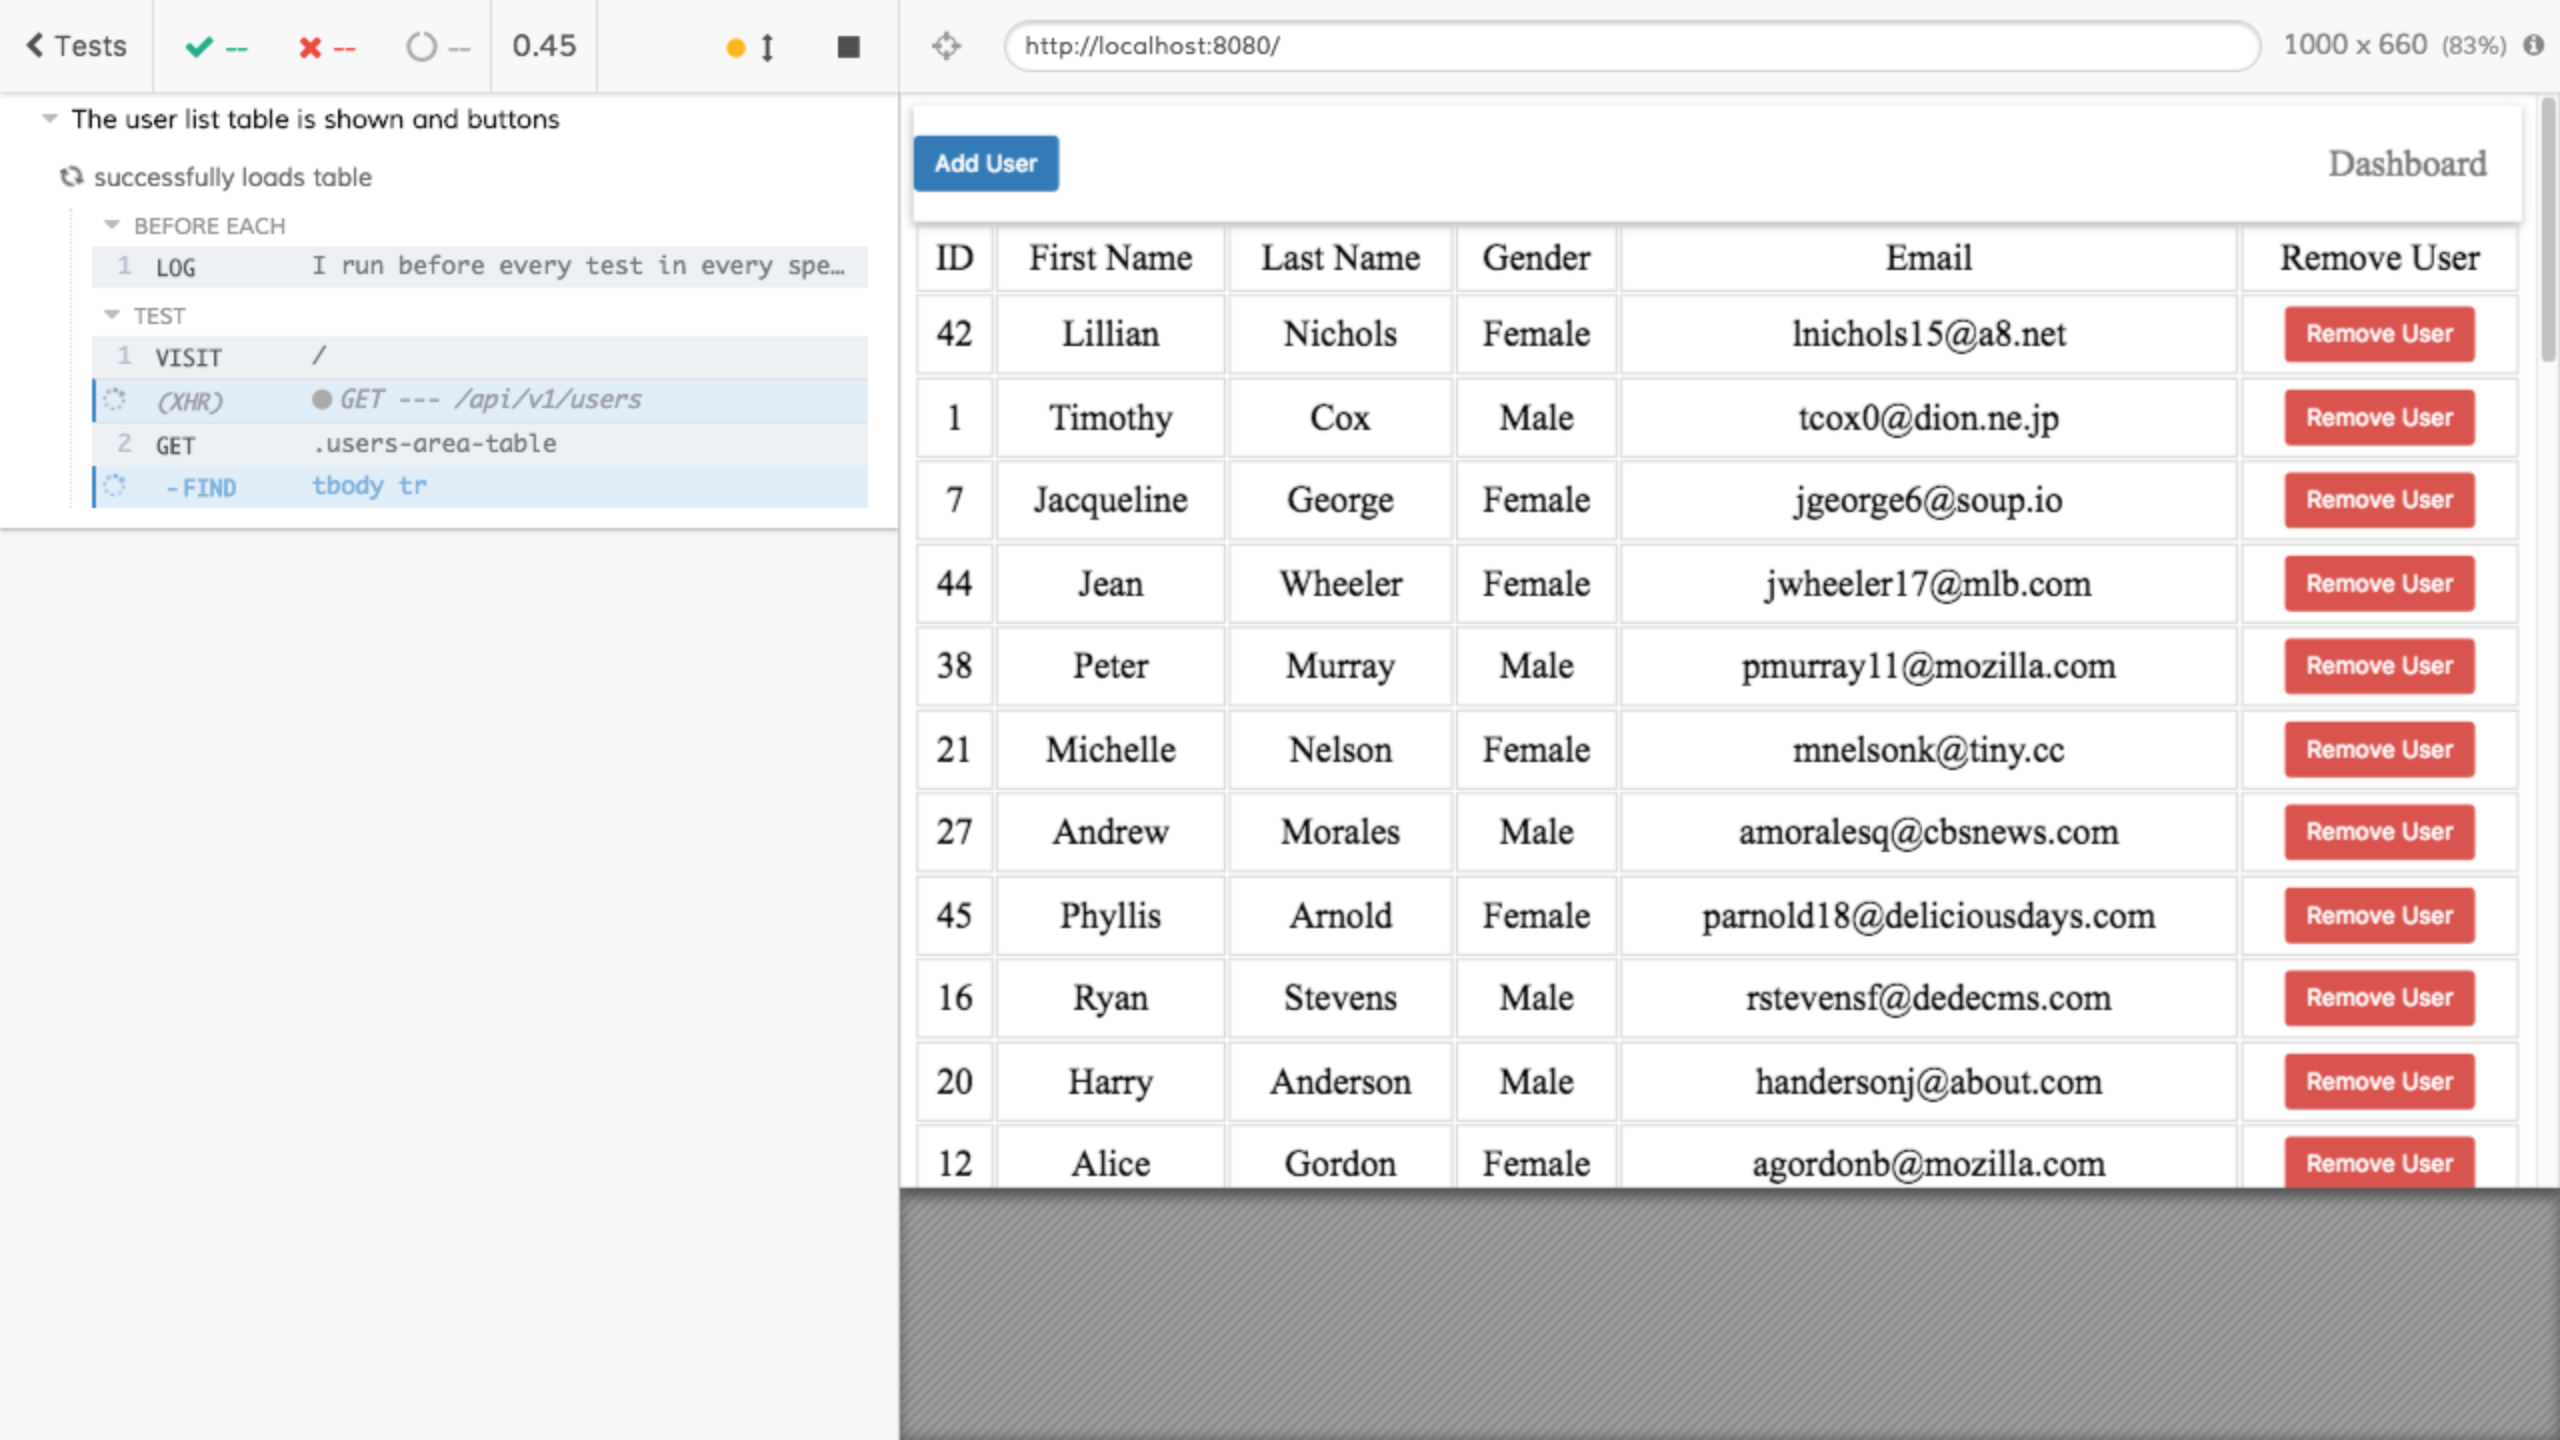 Tests -- -- -- 0.45
http://localhost:8080/ 1000 x 660 (83%)
The user list table is shown and buttons
successfully loads table
BEFORE EACH
1 LOG I run before every test in every spe…
TEST
1 VISIT /
(XHR) GET --- /api/v1/users
2 GET .users-area-table
-FIND tbody tr
Add User Dashboard
ID First Name Last Name Gender Email Remove User
42 Lillian Nichols Female lnichols15@a8.net Remove User
1 Timothy Cox Male tcox0@dion.ne.jp Remove User
7 Jacqueline George Female jgeorge6@soup.io Remove User
44 Jean Wheeler Female jwheeler17@mlb.com Remove User
38 Peter Murray Male pmurray11@mozilla.com Remove User
21 Michelle Nelson Female mnelsonk@tiny.cc Remove User
27 Andrew Morales Male amoralesq@cbsnews.com Remove User
45 Phyllis Arnold Female parnold18@deliciousdays.com Remove User
16 Ryan Stevens Male rstevensf@dedecms.com Remove User
20 Harry Anderson Male handersonj@about.com Remove User
12 Alice Gordon Female agordonb@mozilla.com Remove User